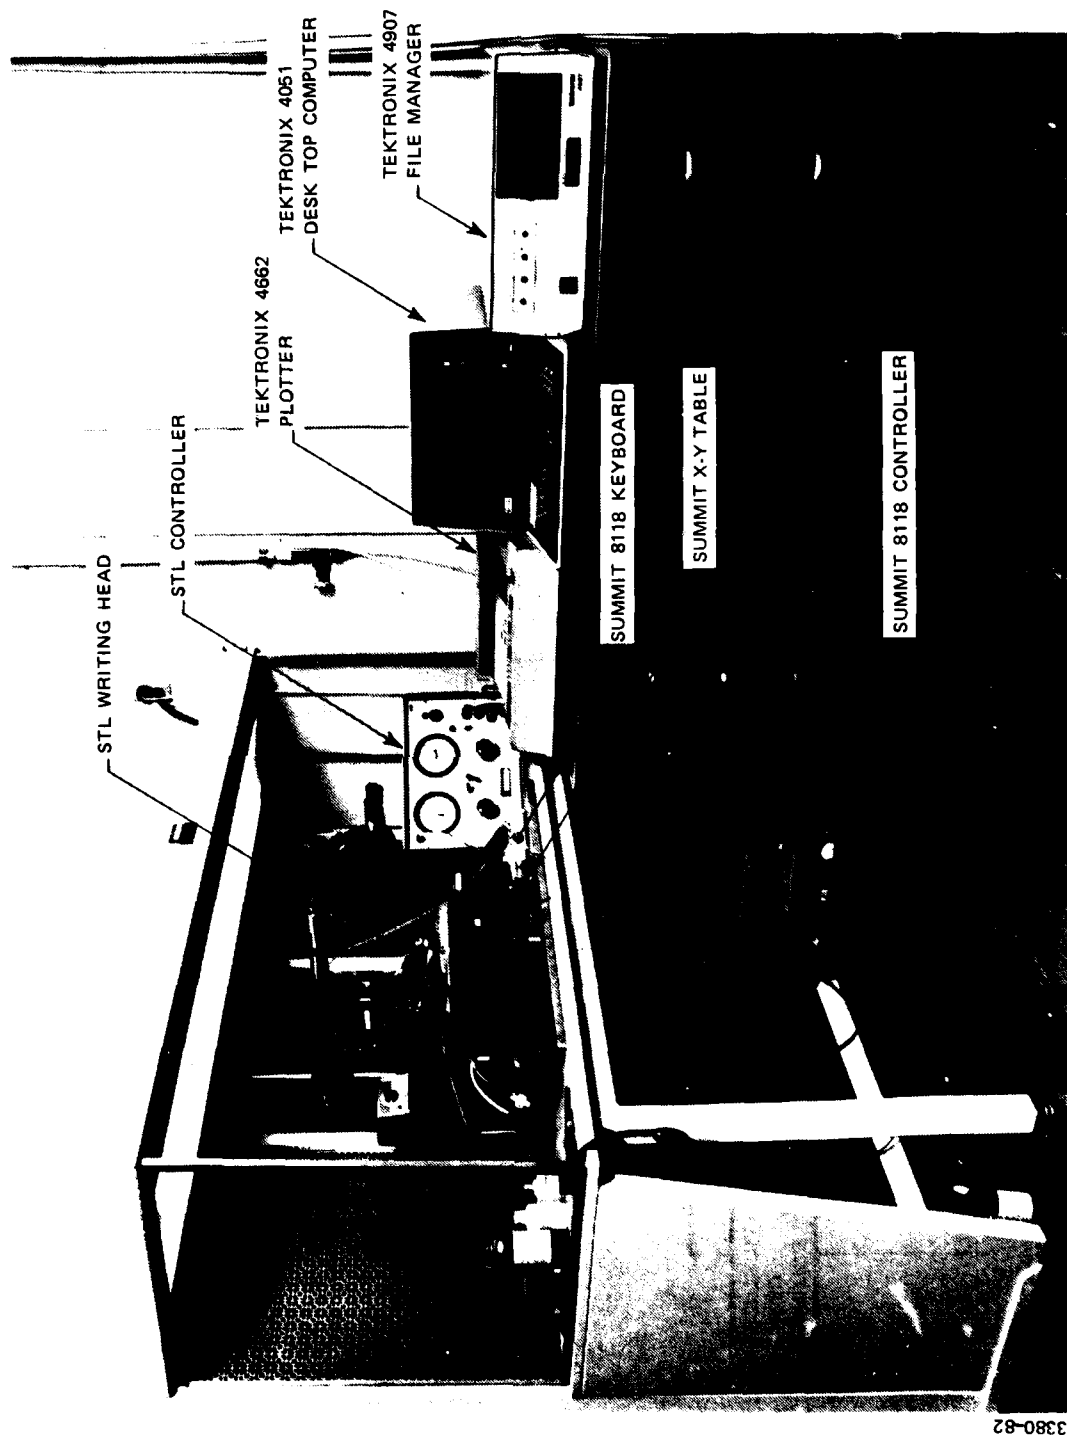 STL WRITING HEAD
STL CONTROLLER
TEKTRONIX 4662
PLOTTER
TEKTRONIX 4051
DESK TOP COMPUTER
TEKTRONIX 4907
FILE MANAGER
SUMMIT 8118 KEYBOARD
SUMMIT X-Y TABLE
SUMMIT 8118 CONTROLLER
3380-82